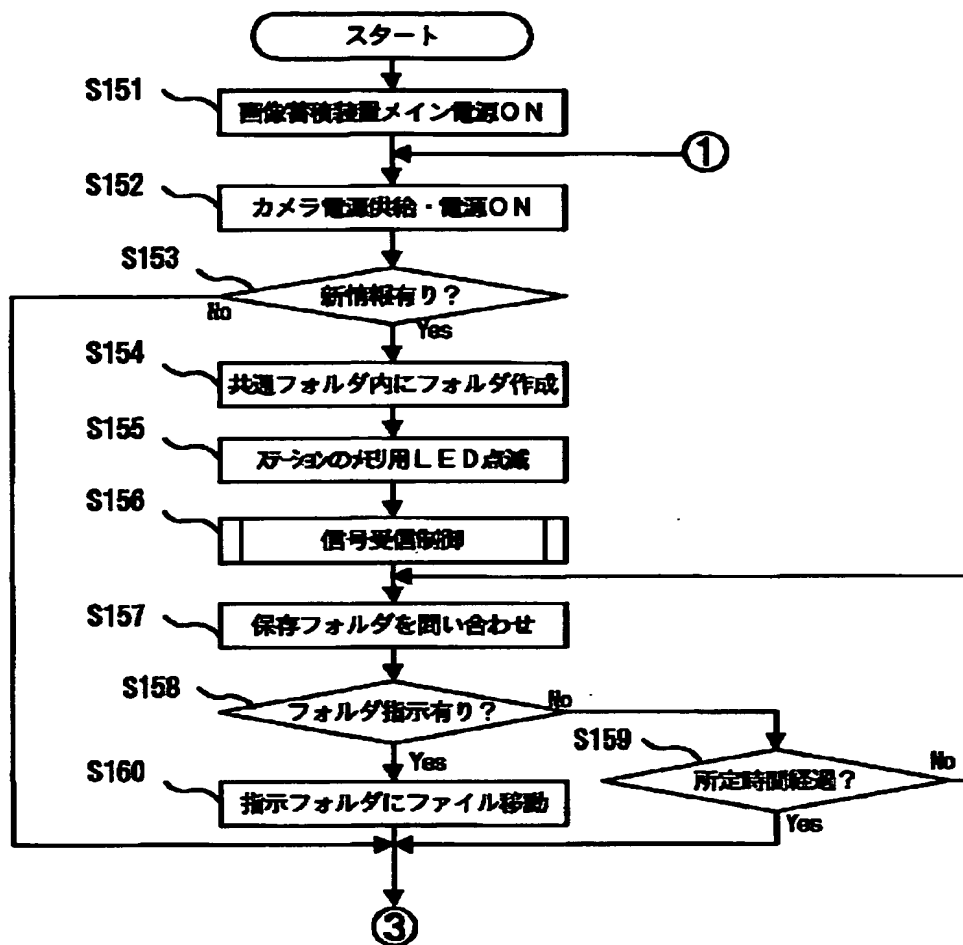 スタート
S151
画像蓄積装置メイン電源ON
①
S152
カメラ電源供給・電源ON
S153
新情報有り？
No
Yes
S154
共通フォルダ内にフォルダ作成
S155
ステーションのメモリ用LED点滅
S156
信号受信制御
S157
保存フォルダを問い合わせ
S158
フォルダ指示有り？
No
Yes
S159
所定時間経過？
No
Yes
S160
指示フォルダにファイル移動
③